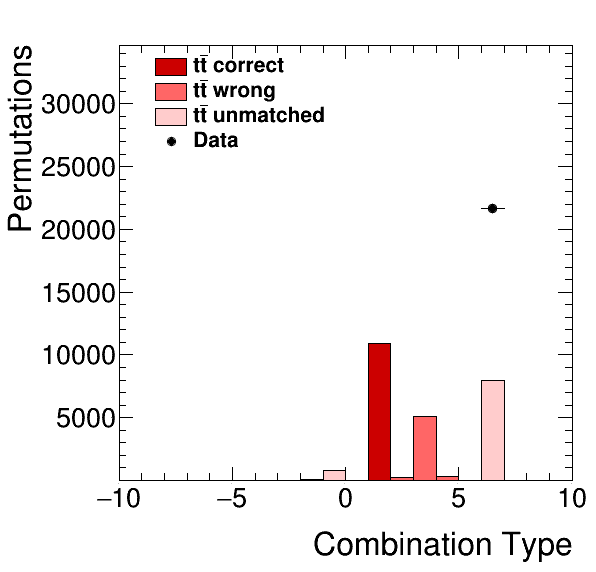 Permutations
30000
25000
20000
15000
10000
5000
tt̄ correct
tt̄ wrong
tt̄ unmatched
Data
−10 −5 0 5 10
Combination Type